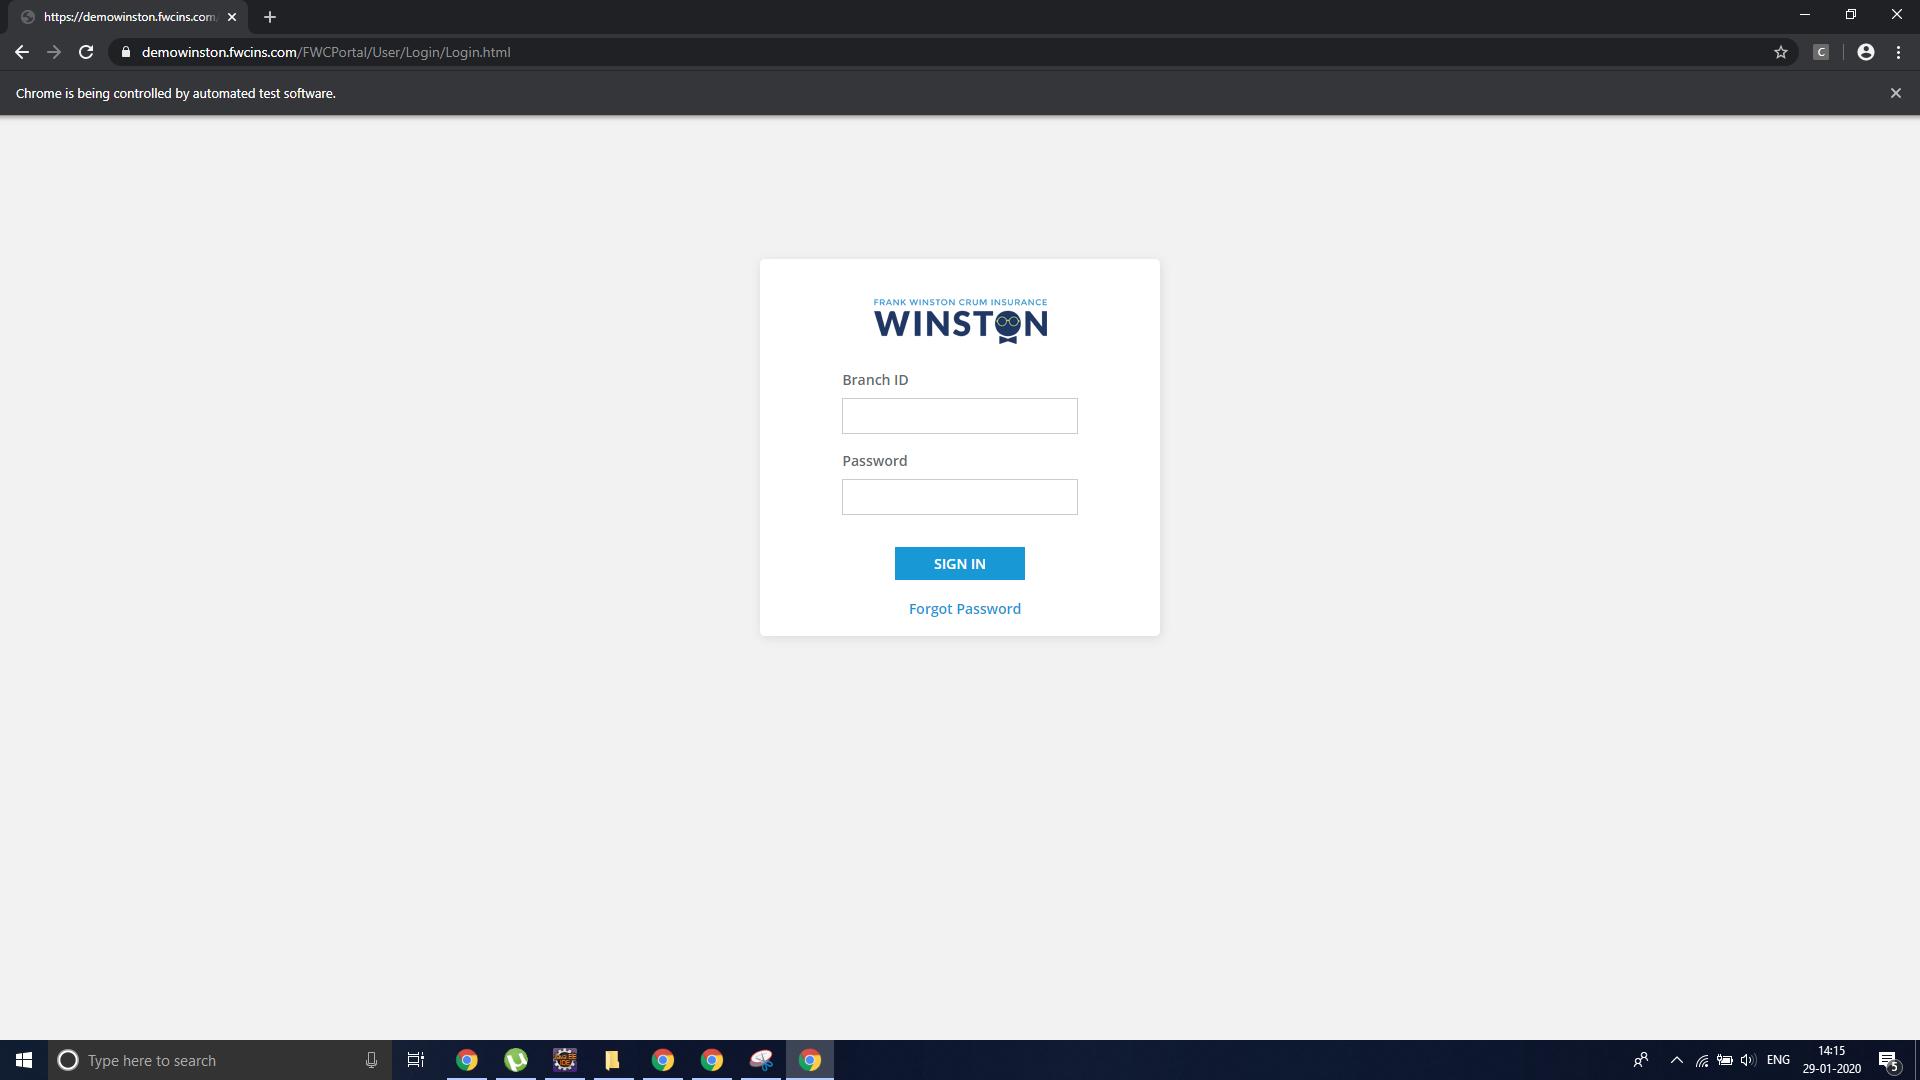 https://demowinston.fwcins.com/
demowinston.fwcins.com/FWCPortal/User/Login/Login.html
C
Chrome is being controlled by automated test software.
FRANK WINSTON CRUM INSURANCE
WINSTON
Branch ID
Password
SIGN IN
Forgot Password
Type here to search
ENG
14:15
29-01-2020
5